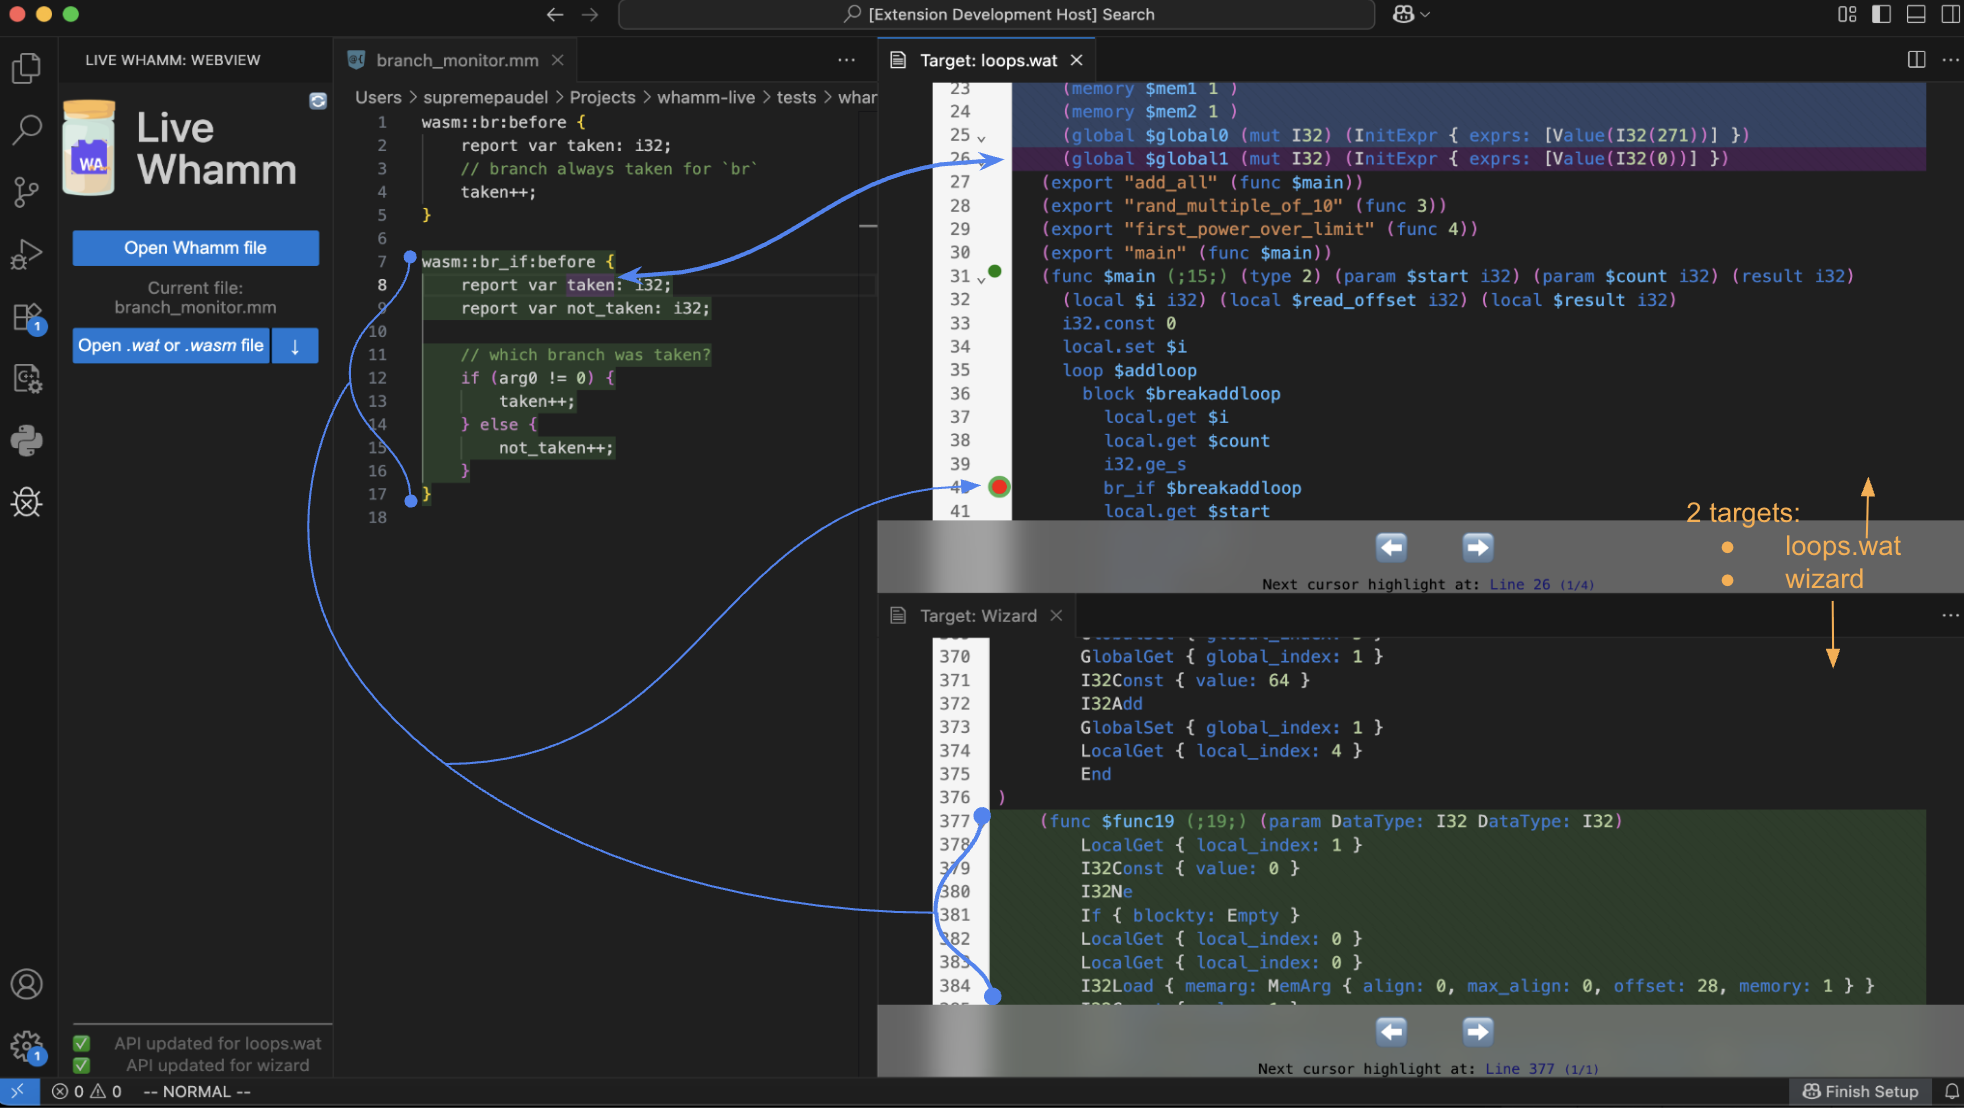 [Extension Development Host] Search
LIVE WHAMM: WEBVIEW
WA
Live
Whamm
Open Whamm file
Current file:
branch_monitor.mm
Open .wat or .wasm file ↓
1
1
API updated for loops.wat
API updated for wizard
branch_monitor.mm
Users > supremepaudel > Projects > whamm-live > tests > whar
1 wasm::br:before {
2 report var taken: i32;
3 // branch always taken for `br`
4 taken++;
5 }
6
7 wasm::br_if:before {
8 report var taken: i32;
9 report var not_taken: i32;
10
11 // which branch was taken?
12 if (arg0 != 0) {
13 taken++;
14 } else {
15 not_taken++;
16 }
17 }
18
Target: loops.wat
23 (memory $mem1 1 )
24 (memory $mem2 1 )
25 (global $global0 (mut I32) (InitExpr { exprs: [Value(I32(271))] })
26 (global $global1 (mut I32) (InitExpr { exprs: [Value(I32(0))] })
27 (export "add_all" (func $main))
28 (export "rand_multiple_of_10" (func 3))
29 (export "first_power_over_limit" (func 4))
30 (export "main" (func $main))
31 (func $main (;15;) (type 2) (param $start i32) (param $count i32) (result i32)
32 (local $i i32) (local $read_offset i32) (local $result i32)
33 i32.const 0
34 local.set $i
35 loop $addloop
36 block $breakaddloop
37 local.get $i
38 local.get $count
39 i32.ge_s
40 br_if $breakaddloop
41 local.get $start
2 targets:
• loops.wat
• wizard
Next cursor highlight at: Line 26 (1/4)
Target: Wizard
370 GlobalGet { global_index: 1 }
371 I32Const { value: 64 }
372 I32Add
373 GlobalSet { global_index: 1 }
374 LocalGet { local_index: 4 }
375 End
376 )
377 (func $func19 (;19;) (param DataType: I32 DataType: I32)
378 LocalGet { local_index: 1 }
379 I32Const { value: 0 }
380 I32Ne
381 If { blockty: Empty }
382 LocalGet { local_index: 0 }
383 LocalGet { local_index: 0 }
384 I32Load { memarg: MemArg { align: 0, max_align: 0, offset: 28, memory: 1 } }
Next cursor highlight at: Line 377 (1/1)
0 0 -- NORMAL --
Finish Setup